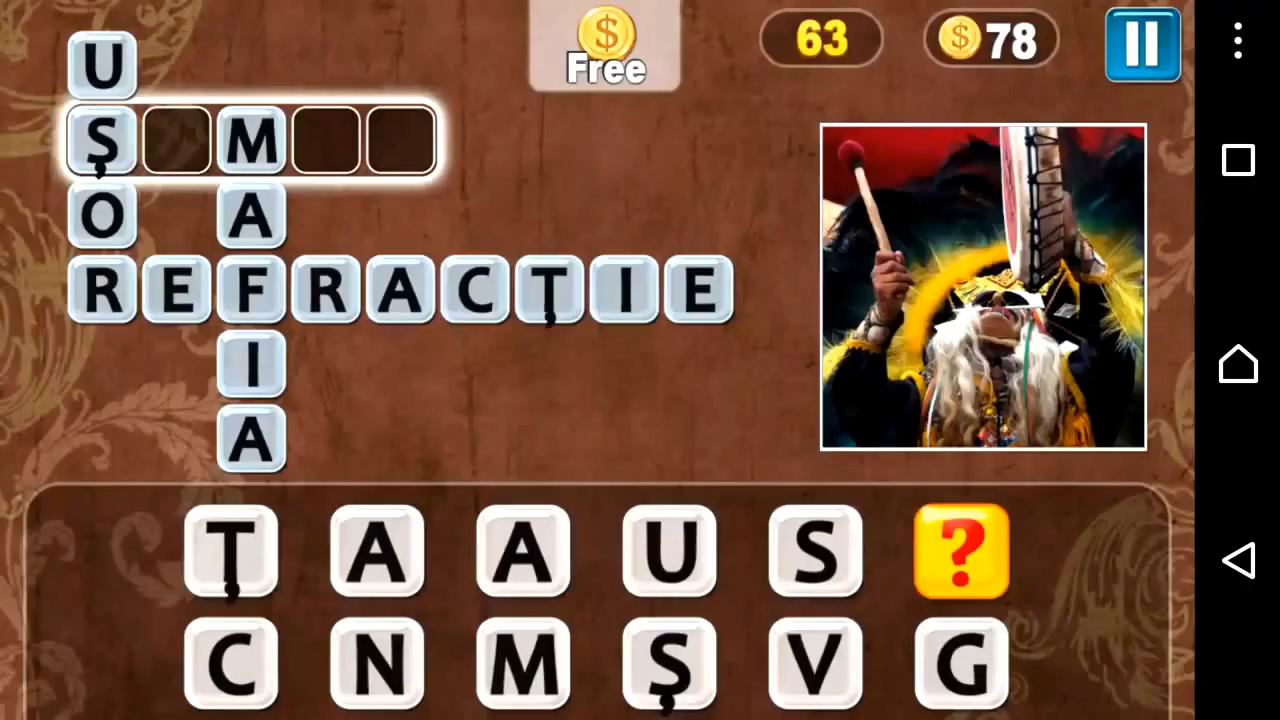 63
78
Free
U
Ş M
O A
REFRACŢIE
I
A
Ţ A A U S ?
C N M Ş V G